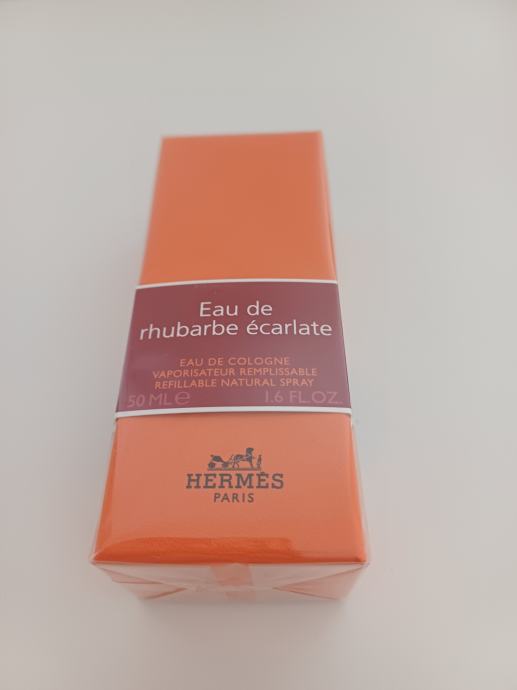 Eau de
rhubarbe écarlate
EAU DE COLOGNE
VAPORISATEUR REMPLISSABLE
REFILLABLE NATURAL SPRAY
50 ML ℮ 1.6 FL.OZ.
HERMÈS
PARIS